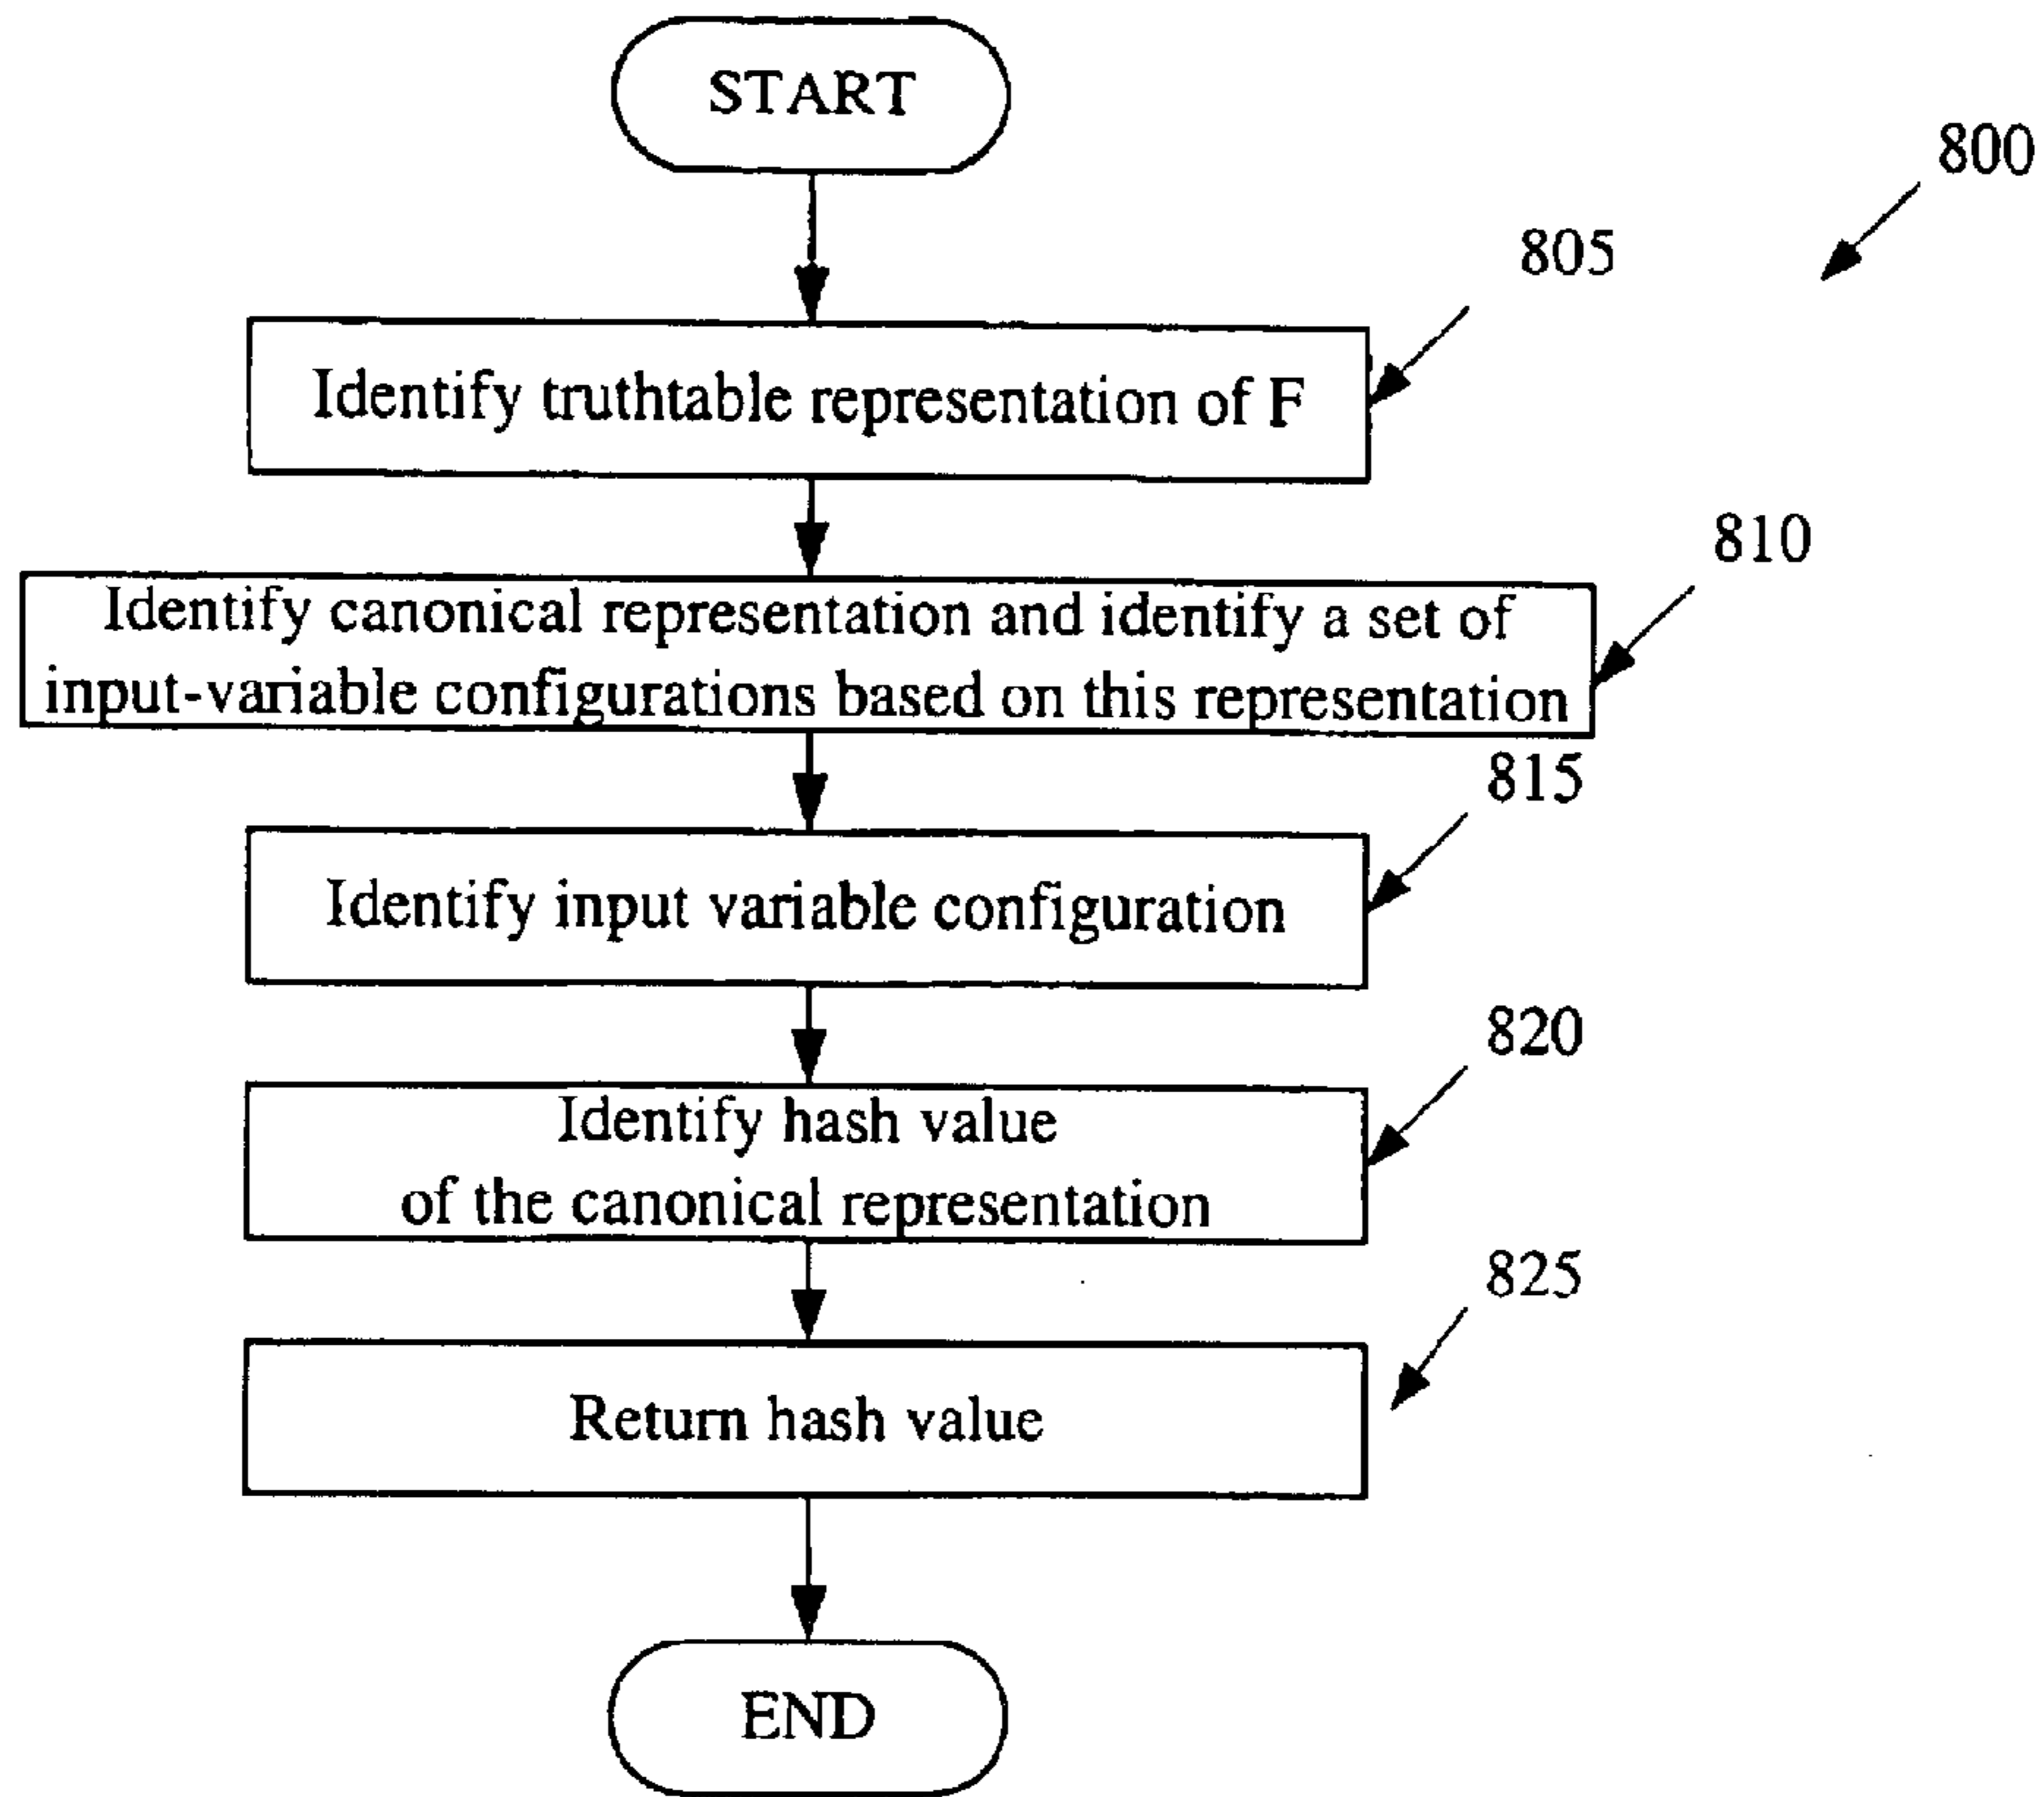 START
800
805
Identify truthtable representation of F
810
Identify canonical representation and identify a set of
input-variable configurations based on this representation
815
Identify input variable configuration
820
Identify hash value
of the canonical representation
825
Return hash value
END